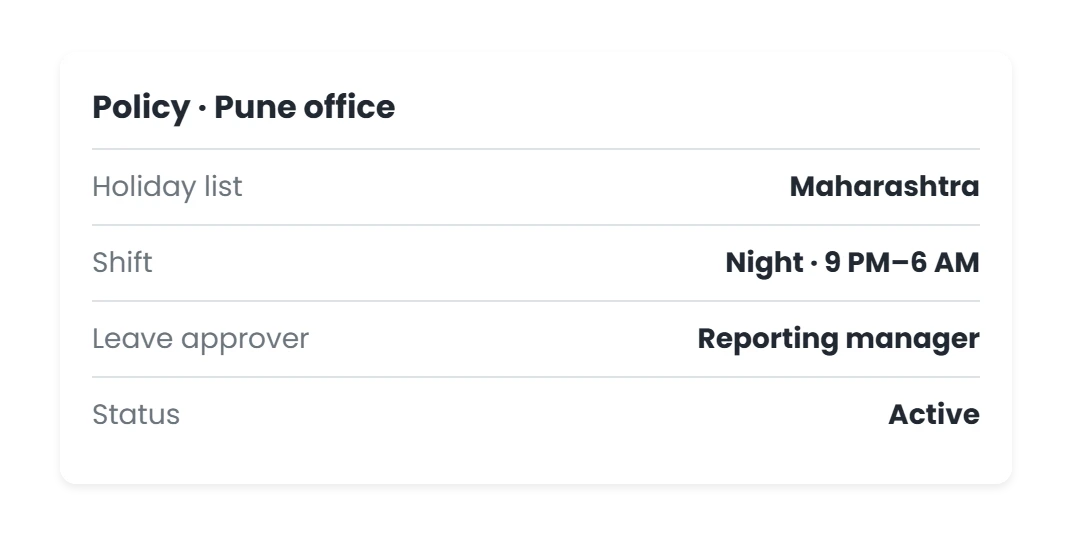 Policy · Pune office
Holiday list Maharashtra
Shift Night · 9 PM–6 AM
Leave approver Reporting manager
Status Active